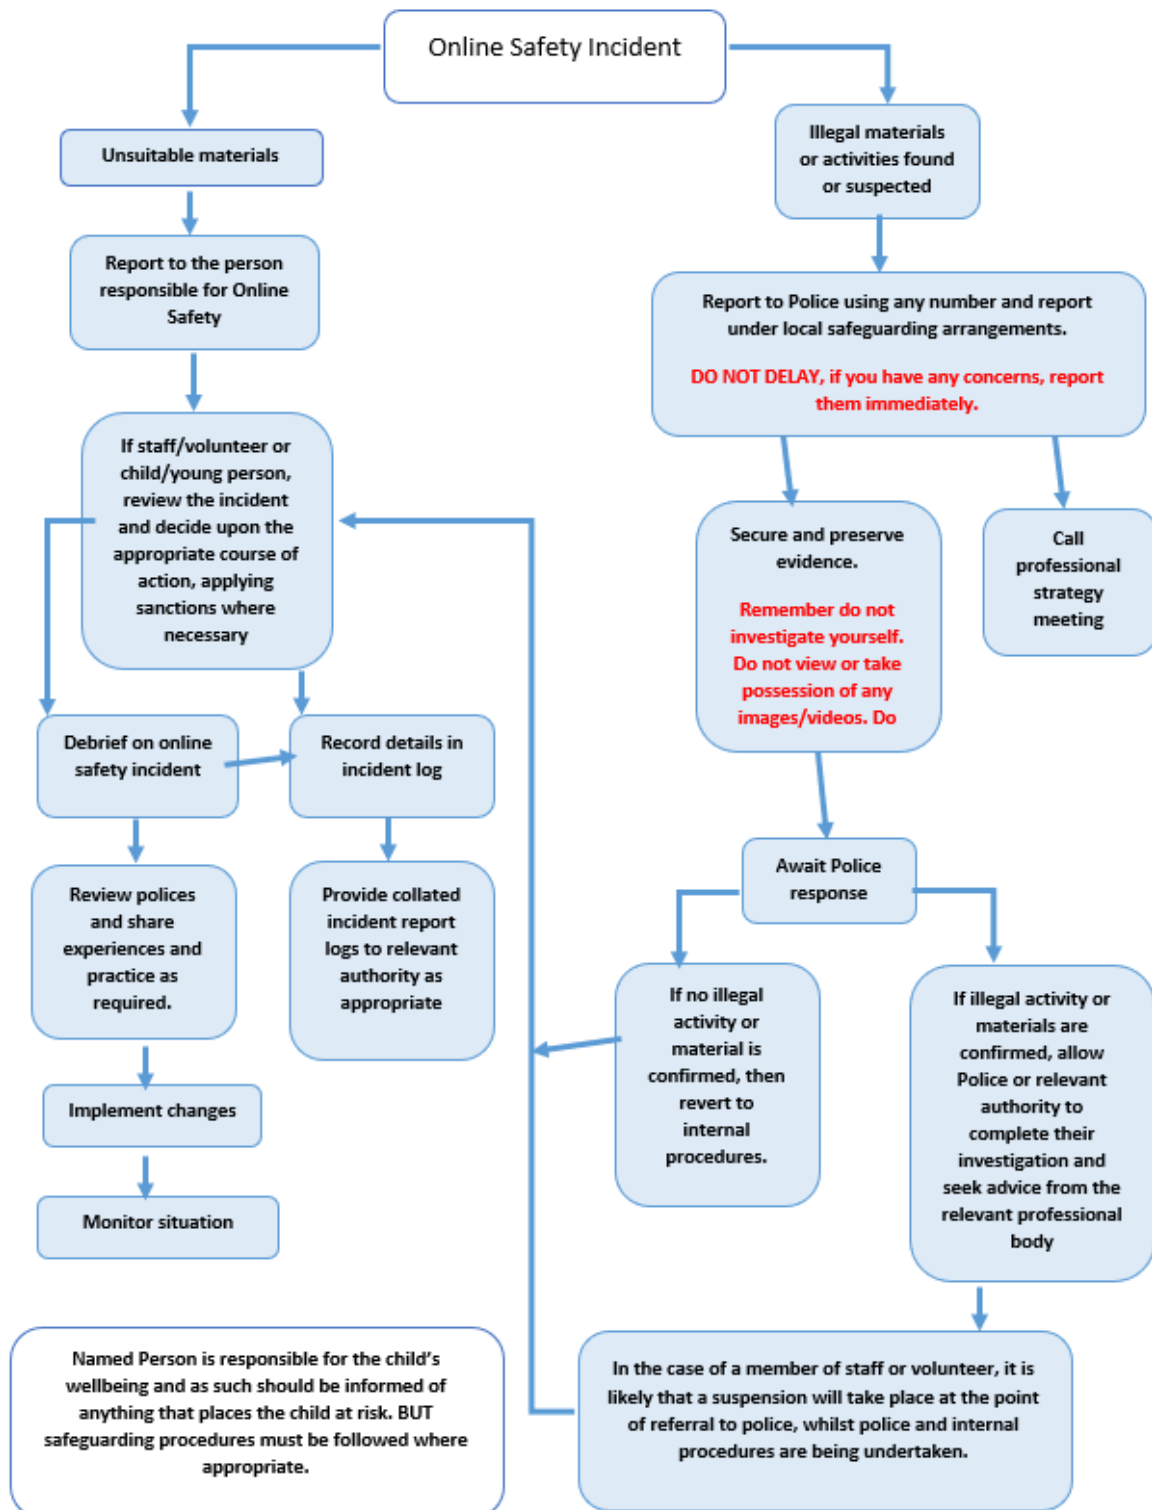 Online Safety Incident
Unsuitable materials
Report to the person
responsible for Online
Safety
If staff/volunteer or
child/young person,
review the incident
and decide upon the
appropriate course of
action, applying
sanctions where
necessary
Debrief on online
safety incident
Record details in
incident log
Review polices
and share
experiences and
practice as
required.
Provide collated
incident report
logs to relevant
authority as
appropriate
Implement changes
Monitor situation
Named Person is responsible for the child's
wellbeing and as such should be informed of
anything that places the child at risk. BUT
safeguarding procedures must be followed where
appropriate.
Illegal materials
or activities found
or suspected
Report to Police using any number and report
under local safeguarding arrangements.
DO NOT DELAY, if you have any concerns, report
them immediately.
Secure and preserve
evidence.
Remember do not
investigate yourself.
Do not view or take
possession of any
images/videos. Do
Call
professional
strategy
meeting
Await Police
response
If no illegal
activity or
material is
confirmed, then
revert to
internal
procedures.
If illegal activity or
materials are
confirmed, allow
Police or relevant
authority to
complete their
investigation and
seek advice from the
relevant professional
body
In the case of a member of staff or volunteer, it is
likely that a suspension will take place at the point
of referral to police, whilst police and internal
procedures are being undertaken.